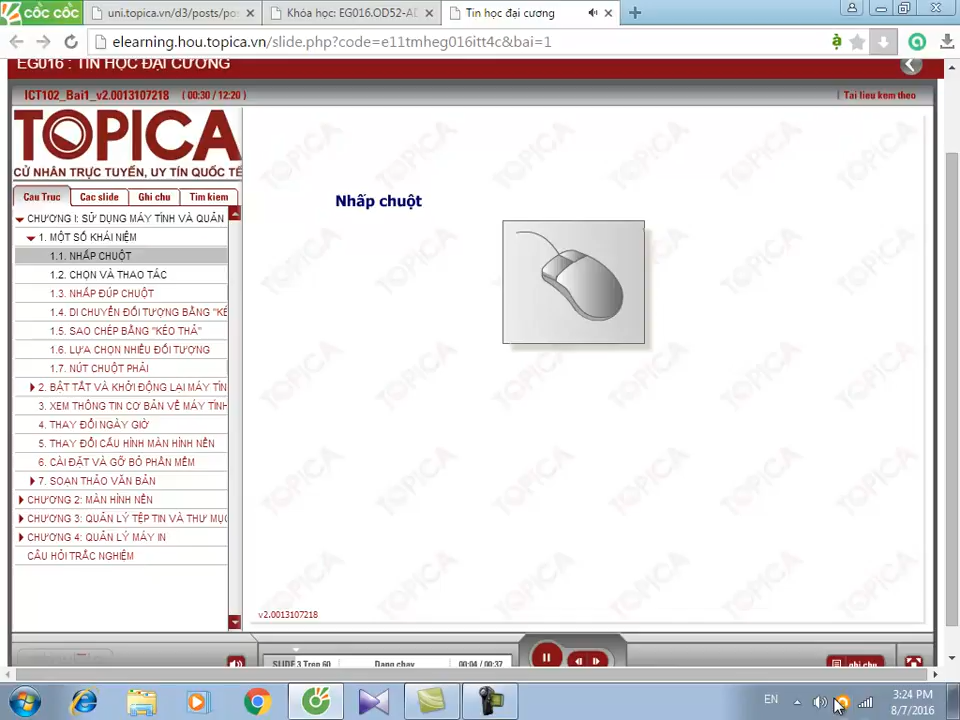 cốc cốc
uni.topica.vn/d3/posts/pos
Khóa học: EG016.OD52-AD
Tin học đại cương
elearning.hou.topica.vn/slide.php?code=e11tmheg016itt4c&bai=1
EG016 : TIN HỌC ĐẠI CƯƠNG
ICT102_Bai1_v2.0013107218 ( 00:30 / 12:20 )
Tai lieu kem theo
TOPICA
CỬ NHÂN TRỰC TUYẾN, UY TÍN QUỐC TẾ
Cau Truc
Cac slide
Ghi chu
Tim kiem
CHƯƠNG I: SỬ DỤNG MÁY TÍNH VÀ QUẢN
1. MỘT SỐ KHÁI NIỆM
1.1. NHẤP CHUỘT
1.2. CHỌN VÀ THAO TÁC
1.3. NHẤP ĐÚP CHUỘT
1.4. DI CHUYỂN ĐỐI TƯỢNG BẰNG "KÉ
1.5. SAO CHÉP BẰNG "KÉO THẢ"
1.6. LỰA CHỌN NHIỀU ĐỐI TƯỢNG
1.7. NÚT CHUỘT PHẢI
2. BẬT TẮT VÀ KHỞI ĐỘNG LẠI MÁY TÍN
3. XEM THÔNG TIN CƠ BẢN VỀ MÁY TÍNH
4. THAY ĐỔI NGÀY GIỜ
5. THAY ĐỔI CẤU HÌNH MÀN HÌNH NỀN
6. CÀI ĐẶT VÀ GỠ BỎ PHẦN MỀM
7. SOẠN THẢO VĂN BẢN
CHƯƠNG 2: MÀN HÌNH NỀN
CHƯƠNG 3: QUẢN LÝ TỆP TIN VÀ THƯ MỤC
CHƯƠNG 4: QUẢN LÝ MÁY IN
CÂU HỎI TRẮC NGHIỆM
Nhấp chuột
v2.0013107218
SLIDE 3 Tren 60
Dang chay
00:04 / 00:37
ghi chu
EN
3:24 PM
8/7/2016